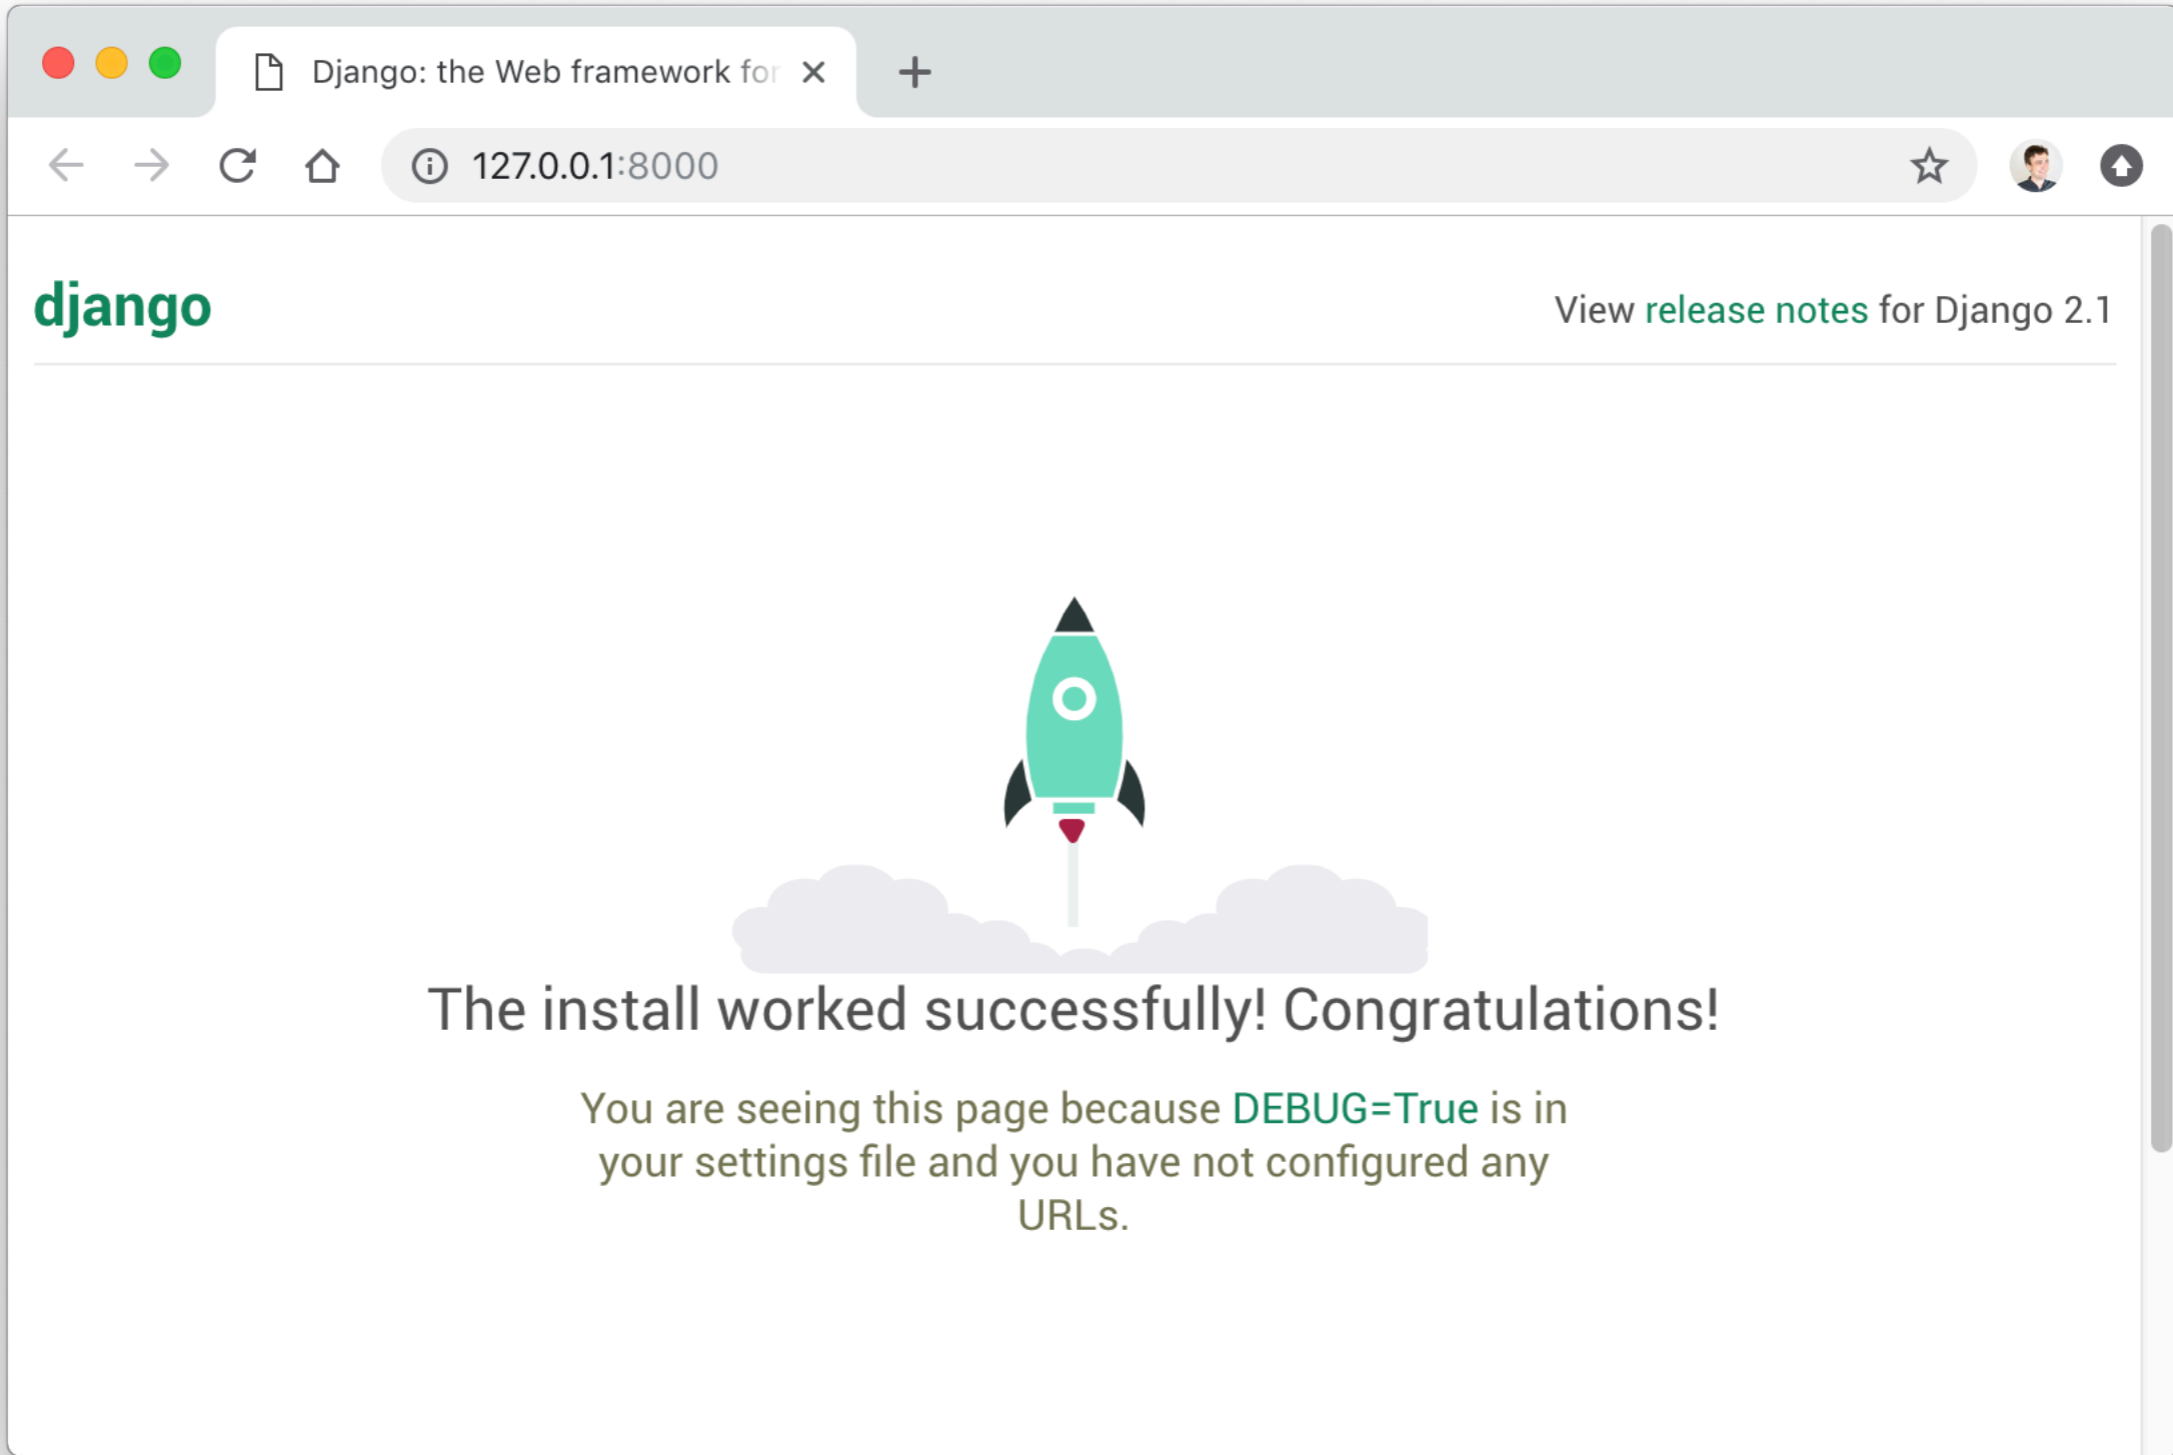 Django: the Web framework for
127.0.0.1:8000
django
View release notes for Django 2.1
The install worked successfully! Congratulations!
You are seeing this page because DEBUG=True is in
your settings file and you have not configured any
URLs.